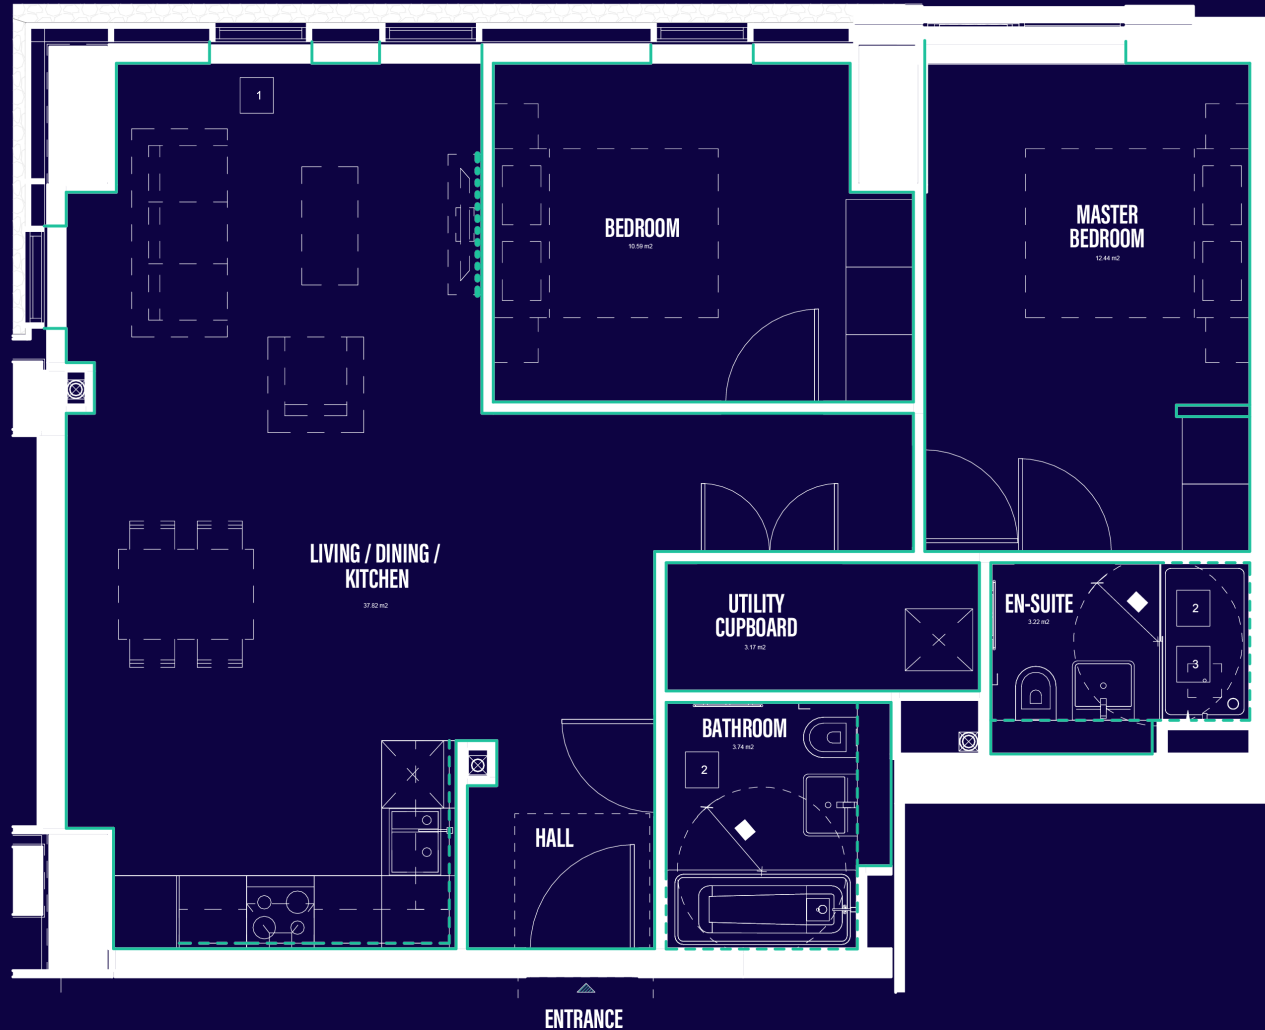 1
BEDROOM
10.59 m2
MASTER
BEDROOM
12.44 m2
LIVING / DINING /
KITCHEN
37.82 m2
UTILITY
CUPBOARD
3.17 m2
EN-SUITE
3.22 m2
2
3
BATHROOM
3.74 m2
2
HALL
ENTRANCE